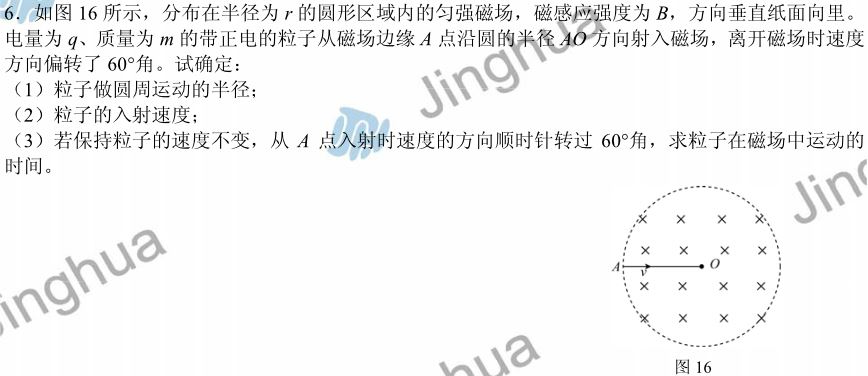 6．如图 16 所示，分布在半径为 r 的圆形区域内的匀强磁场，磁感应强度为 B，方向垂直纸面向里。
电量为 q、质量为 m 的带正电的粒子从磁场边缘 A 点沿圆的半径 AO 方向射入磁场，离开磁场时速度
方向偏转了 60°角。试确定：
（1）粒子做圆周运动的半径；
（2）粒子的入射速度；
（3）若保持粒子的速度不变，从 A 点入射时速度的方向顺时针转过 60°角，求粒子在磁场中运动的
时间。
Jinghua
Jing
inghua
hua
A
v
O
图 16